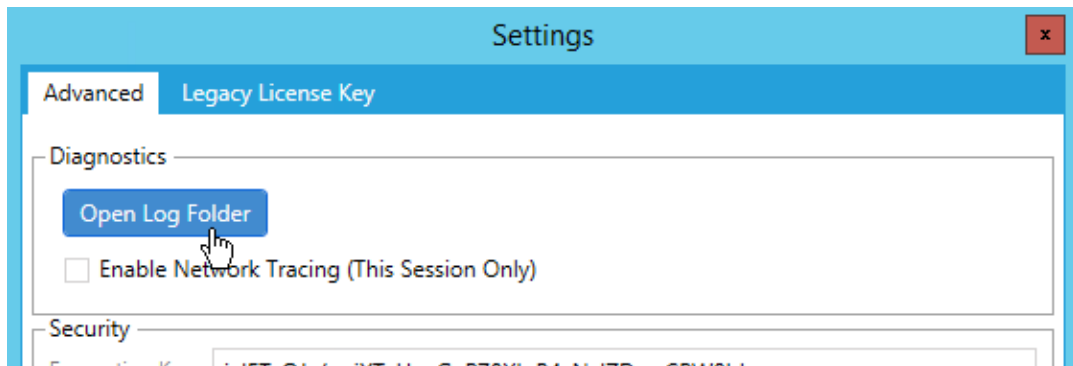 Settings
x
Advanced Legacy License Key
Diagnostics
Open Log Folder
Enable Network Tracing (This Session Only)
Security